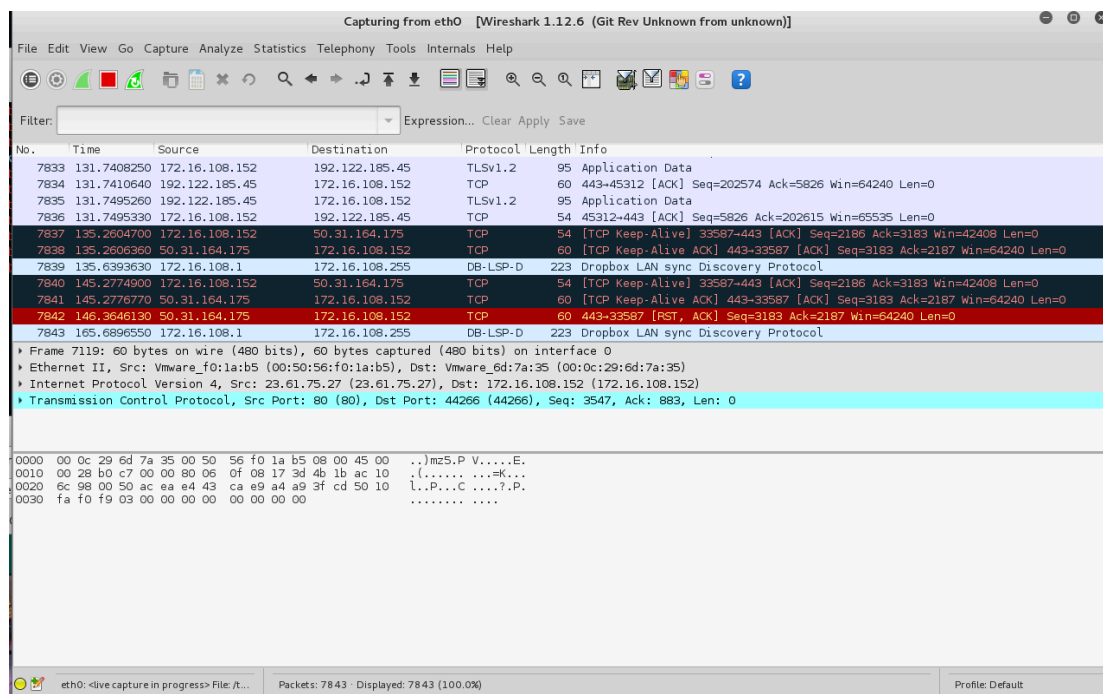 Capturing from eth0 [Wireshark 1.12.6 (Git Rev Unknown from unknown)]
File Edit View Go Capture Analyze Statistics Telephony Tools Internals Help
Filter: Expression... Clear Apply Save
No. Time Source Destination Protocol Length Info
7833 131.7408250 172.16.108.152 192.122.185.45 TLSv1.2 95 Application Data
7834 131.7410640 192.122.185.45 172.16.108.152 TCP 60 443→45312 [ACK] Seq=202574 Ack=5826 Win=64240 Len=0
7835 131.7495260 192.122.185.45 172.16.108.152 TLSv1.2 95 Application Data
7836 131.7495330 172.16.108.152 192.122.185.45 TCP 54 45312→443 [ACK] Seq=5826 Ack=202615 Win=65535 Len=0
7837 135.2604700 172.16.108.152 50.31.164.175 TCP 54 [TCP Keep-Alive] 33587→443 [ACK] Seq=2186 Ack=3183 Win=42408 Len=0
7838 135.2606360 50.31.164.175 172.16.108.152 TCP 60 [TCP Keep-Alive ACK] 443→33587 [ACK] Seq=3183 Ack=2187 Win=64240 Len=0
7839 135.6393630 172.16.108.1 172.16.108.255 DB-LSP-D 223 Dropbox LAN sync Discovery Protocol
7840 145.2774900 172.16.108.152 50.31.164.175 TCP 54 [TCP Keep-Alive] 33587→443 [ACK] Seq=2186 Ack=3183 Win=42408 Len=0
7841 145.2776770 50.31.164.175 172.16.108.152 TCP 60 [TCP Keep-Alive ACK] 443→33587 [ACK] Seq=3183 Ack=2187 Win=64240 Len=0
7842 146.3646130 50.31.164.175 172.16.108.152 TCP 60 443→33587 [RST, ACK] Seq=3183 Ack=2187 Win=64240 Len=0
7843 165.6896550 172.16.108.1 172.16.108.255 DB-LSP-D 223 Dropbox LAN sync Discovery Protocol
Frame 7119: 60 bytes on wire (480 bits), 60 bytes captured (480 bits) on interface 0
Ethernet II, Src: Vmware_f0:1a:b5 (00:50:56:f0:1a:b5), Dst: Vmware_6d:7a:35 (00:0c:29:6d:7a:35)
Internet Protocol Version 4, Src: 23.61.75.27 (23.61.75.27), Dst: 172.16.108.152 (172.16.108.152)
Transmission Control Protocol, Src Port: 80 (80), Dst Port: 44266 (44266), Seq: 3547, Ack: 883, Len: 0
0000 00 0c 29 6d 7a 35 00 50 56 f0 1a b5 08 00 45 00 ..)mz5.P V.....E.
0010 00 28 b0 c7 00 00 80 06 0f 08 17 3d 4b 1b ac 10 .(...... ...=K...
0020 6c 98 00 50 ac ea e4 43 ca e9 a4 a9 3f cd 50 10 l..P...C ....?.P.
0030 fa f0 f9 03 00 00 00 00 00 00 00 00 ........ ....
eth0: <live capture in progress> File: /t... Packets: 7843 · Displayed: 7843 (100.0%) Profile: Default